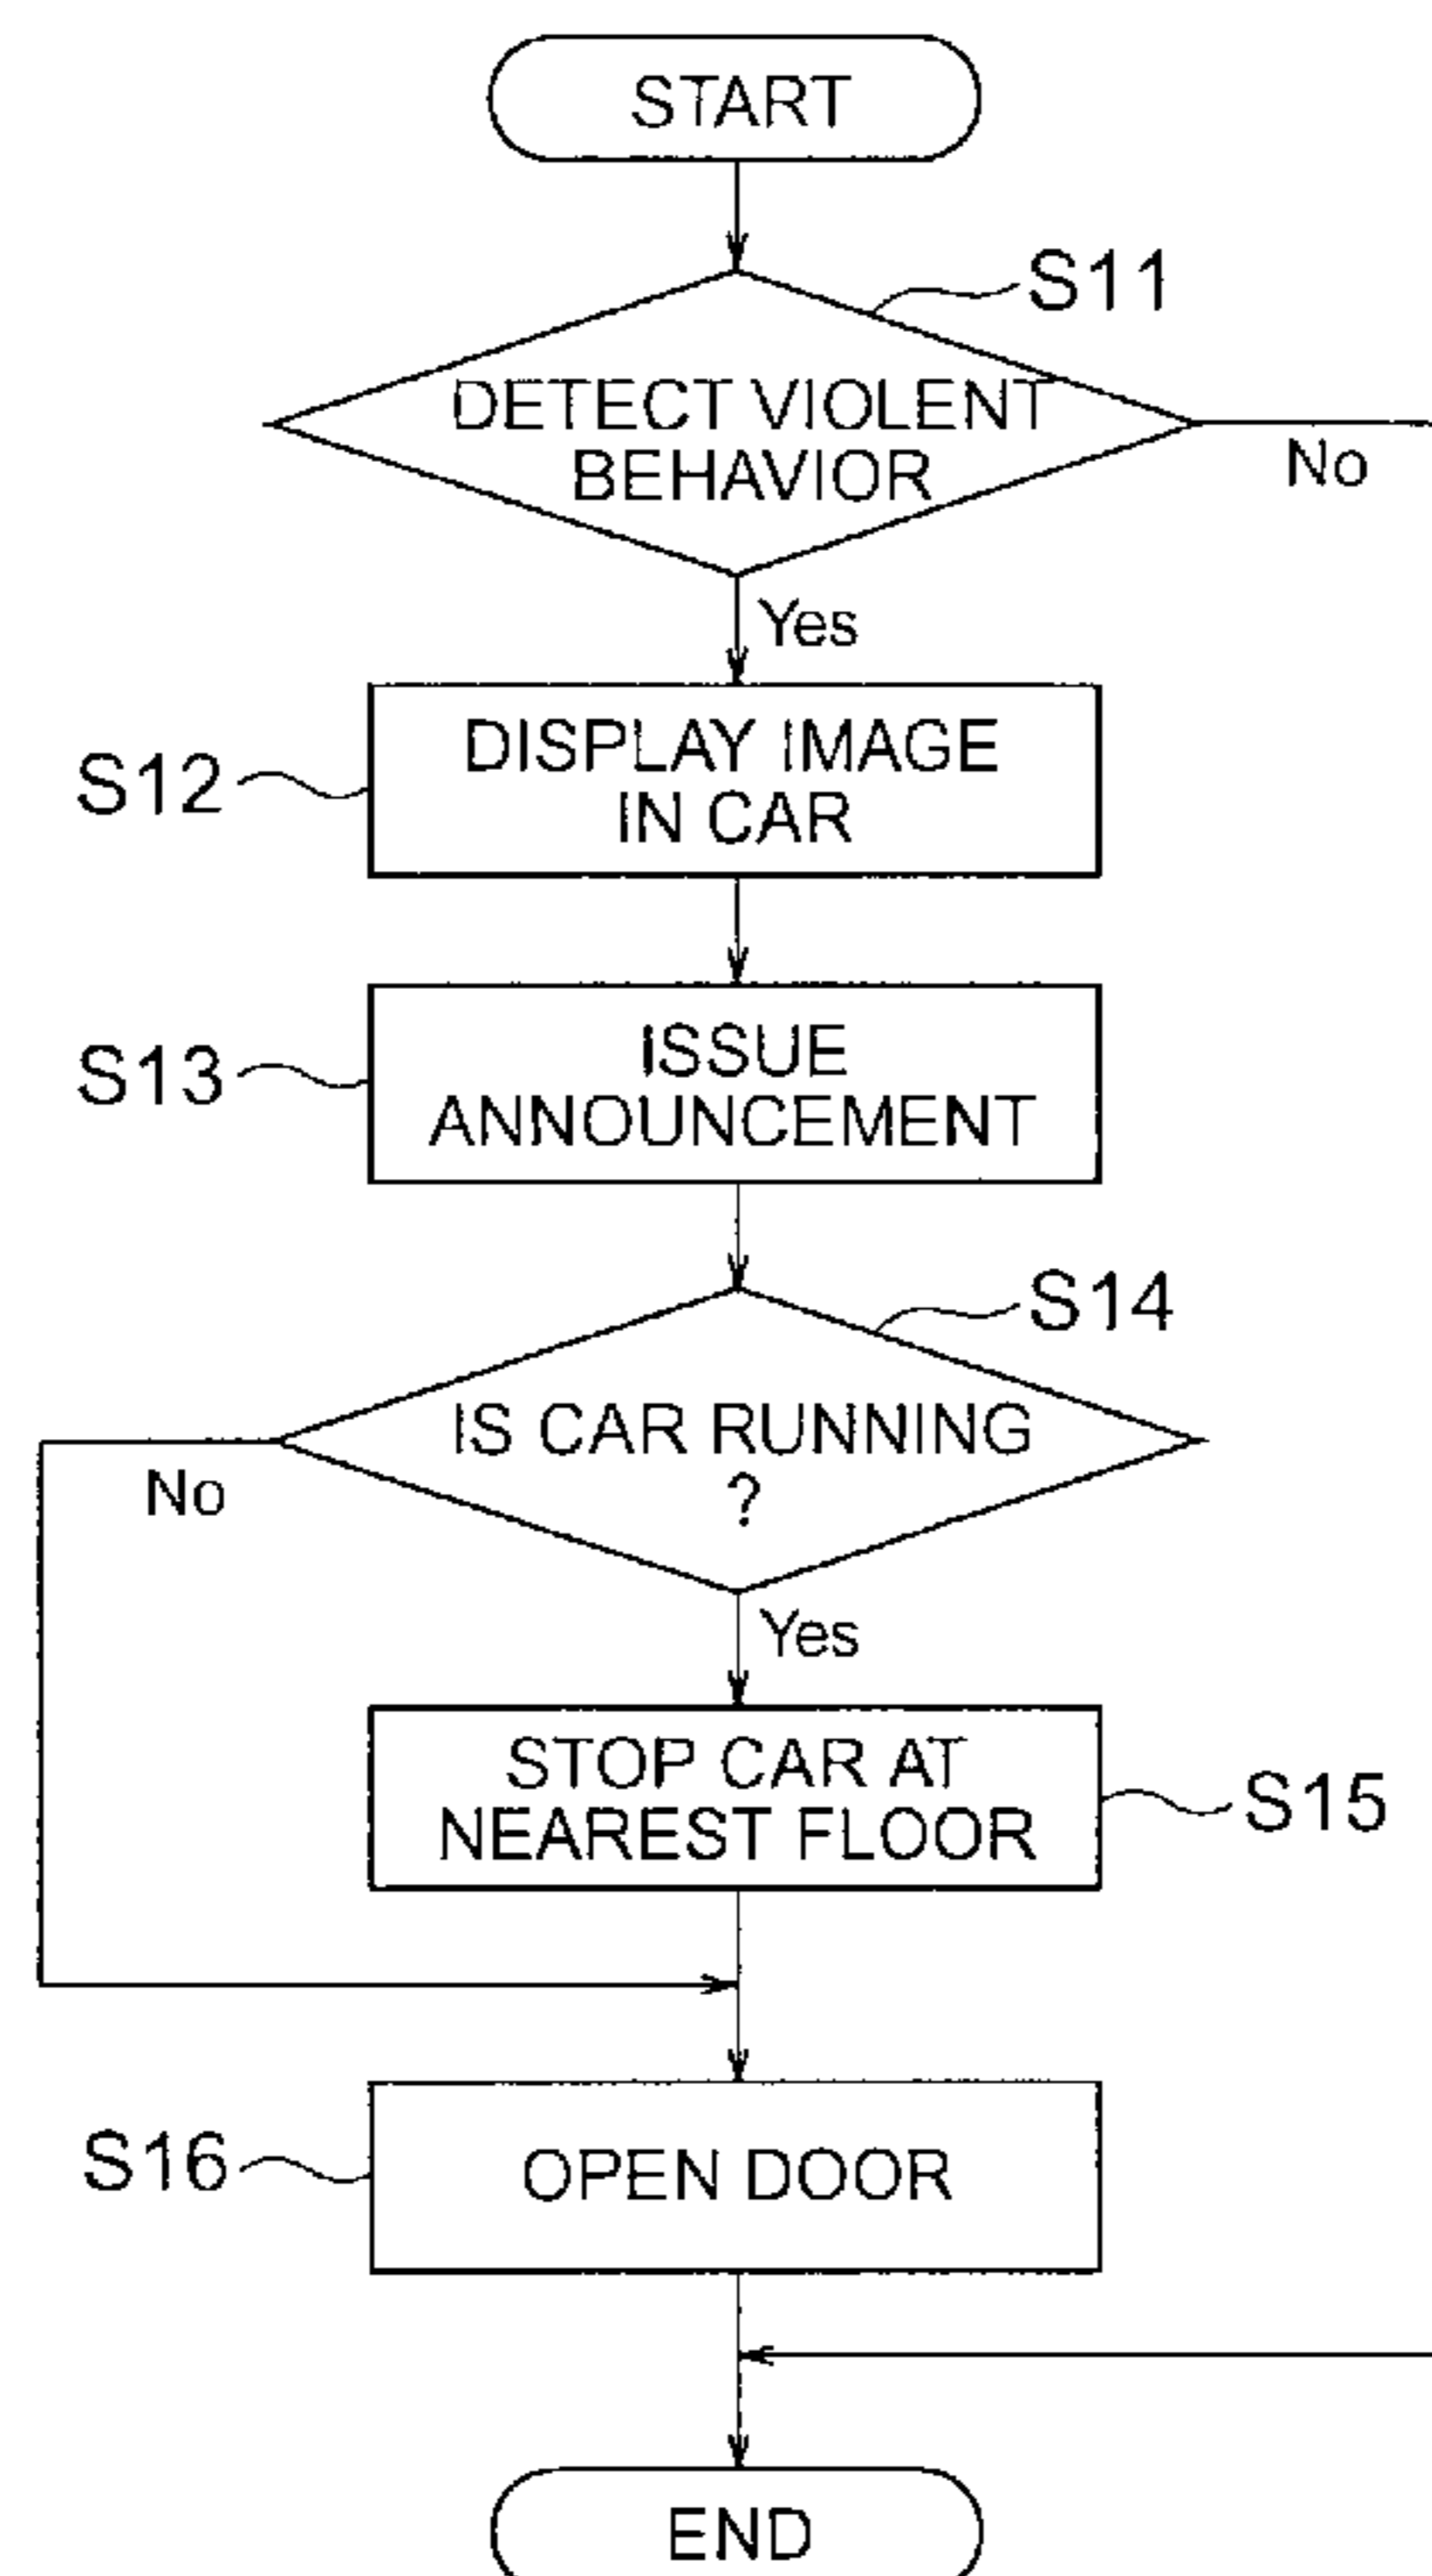 START
S11
DETECT VIOLENT
BEHAVIOR
No
Yes
S12
DISPLAY IMAGE
IN CAR
S13
ISSUE
ANNOUNCEMENT
S14
IS CAR RUNNING
?
No
Yes
STOP CAR AT
NEAREST FLOOR
S15
S16
OPEN DOOR
END